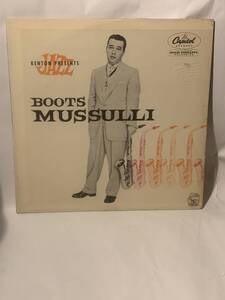 KENTON PRESENTS
JAZZ
Capitol
BOOTS
MUSSULLI